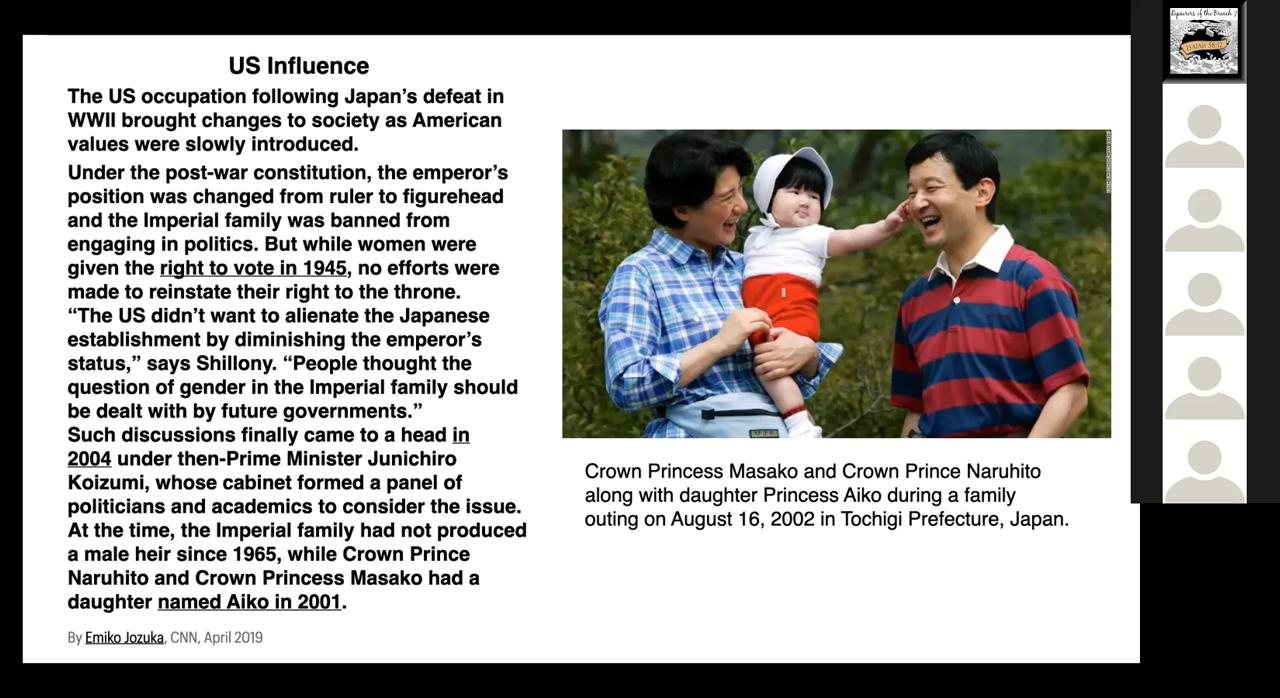 US Influence
The US occupation following Japan’s defeat in
WWII brought changes to society as American
values were slowly introduced.
Under the post-war constitution, the emperor’s
position was changed from ruler to figurehead
and the Imperial family was banned from
engaging in politics. But while women were
given the right to vote in 1945, no efforts were
made to reinstate their right to the throne.
“The US didn’t want to alienate the Japanese
establishment by diminishing the emperor’s
status,” says Shillony. “People thought the
question of gender in the Imperial family should
be dealt with by future governments.”
Such discussions finally came to a head in
2004 under then-Prime Minister Junichiro
Koizumi, whose cabinet formed a panel of
politicians and academics to consider the issue.
At the time, the Imperial family had not produced
a male heir since 1965, while Crown Prince
Naruhito and Crown Princess Masako had a
daughter named Aiko in 2001.
By Emiko Jozuka, CNN, April 2019
Crown Princess Masako and Crown Prince Naruhito
along with daughter Princess Aiko during a family
outing on August 16, 2002 in Tochigi Prefecture, Japan.
Repairers of the Breach 7
ISAIAH 58:12